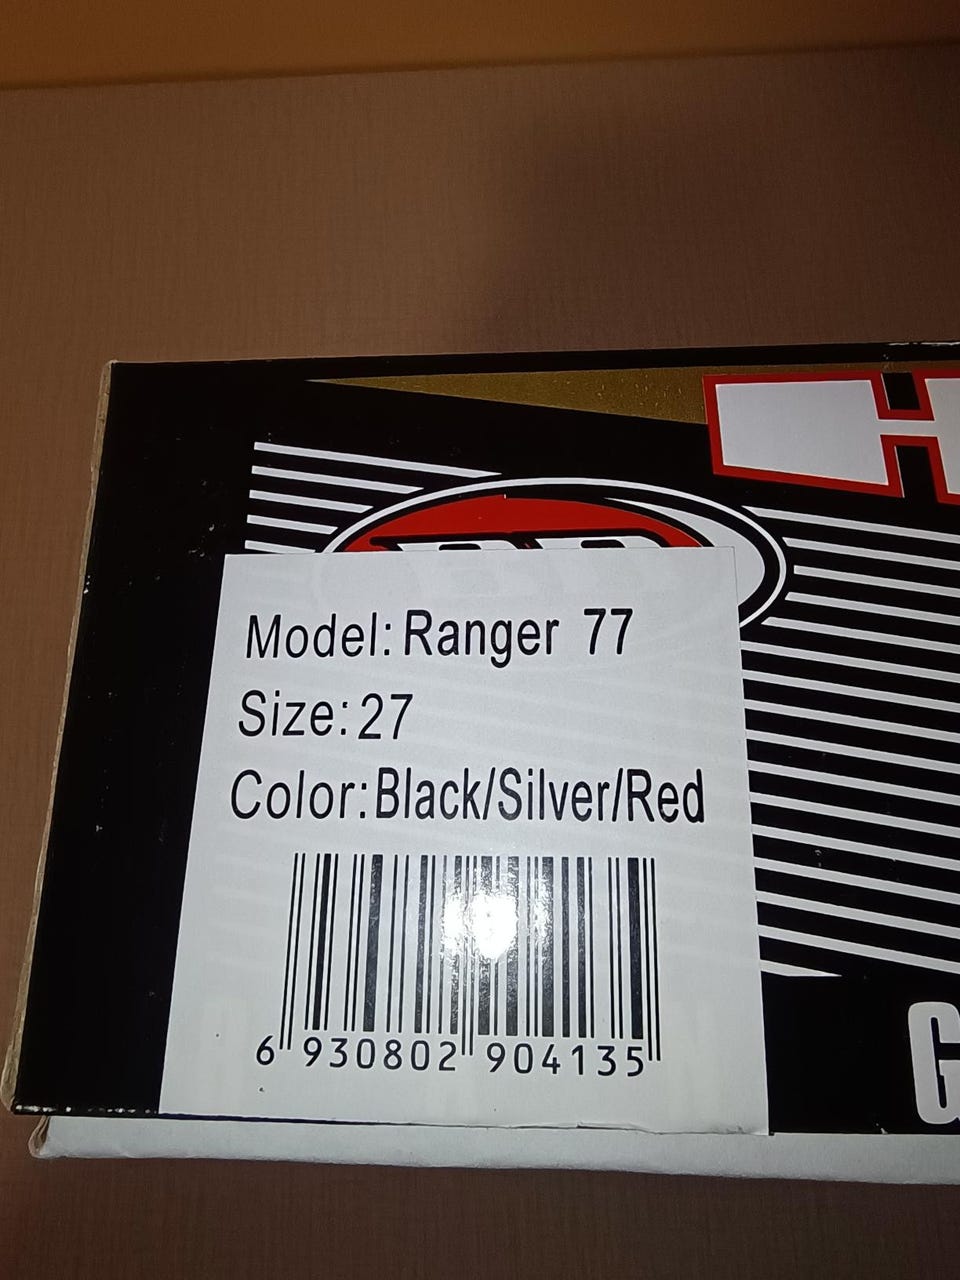 H
Model: Ranger 77
Size: 27
Color: Black/Silver/Red
6 930802 904135
G